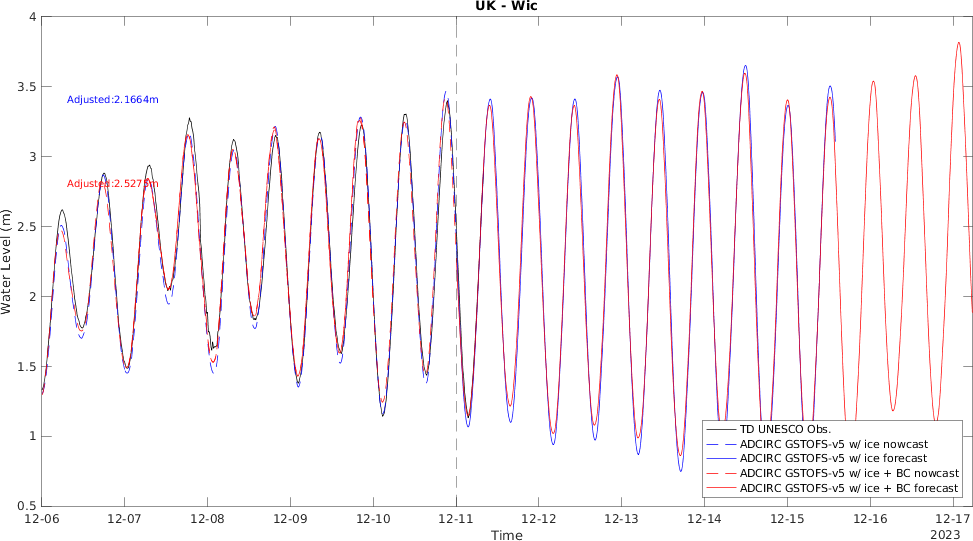 UK - Wic
4
3.5
3
2.5
2
1.5
1
0.5
Water Level (m)
Adjusted:2.1664m
Adjusted:2.5275m
TD UNESCO Obs.
ADCIRC GSTOFS-v5 w/ ice nowcast
ADCIRC GSTOFS-v5 w/ ice forecast
ADCIRC GSTOFS-v5 w/ ice + BC nowcast
ADCIRC GSTOFS-v5 w/ ice + BC forecast
12-06 12-07 12-08 12-09 12-10 12-11 12-12 12-13 12-14 12-15 12-16 12-17
2023
Time